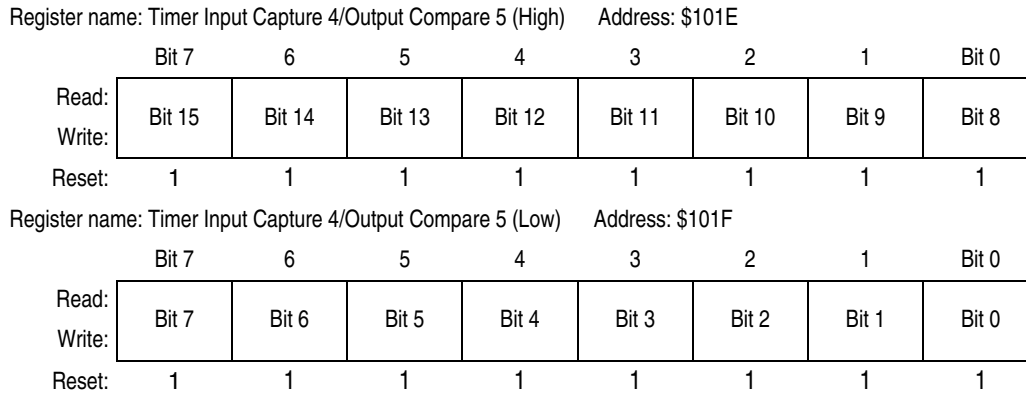 Register name: Timer Input Capture 4/Output Compare 5 (High) Address: $101E
Bit 7 6 5 4 3 2 1 Bit 0
Read:
Bit 15 Bit 14 Bit 13 Bit 12 Bit 11 Bit 10 Bit 9 Bit 8
Write:
Reset: 1 1 1 1 1 1 1 1
Register name: Timer Input Capture 4/Output Compare 5 (Low) Address: $101F
Bit 7 6 5 4 3 2 1 Bit 0
Read:
Bit 7 Bit 6 Bit 5 Bit 4 Bit 3 Bit 2 Bit 1 Bit 0
Write:
Reset: 1 1 1 1 1 1 1 1